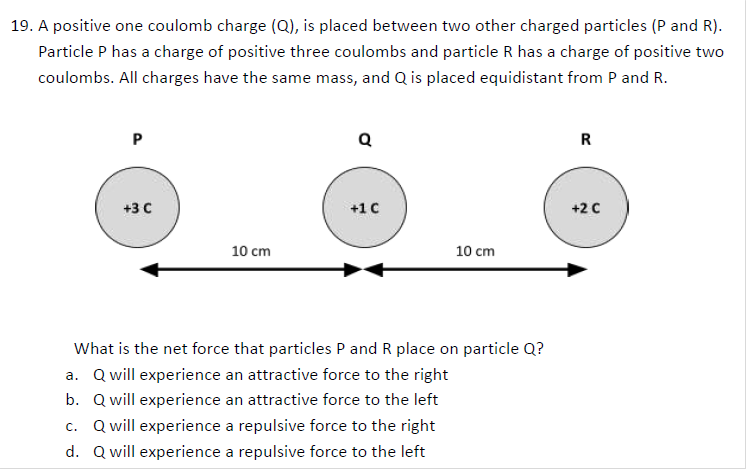 19. A positive one coulomb charge (Q), is placed between two other charged particles (P and R).
Particle P has a charge of positive three coulombs and particle R has a charge of positive two
coulombs. All charges have the same mass, and Q is placed equidistant from P and R.
P Q R
+3 C +1 C +2 C
10 cm 10 cm
What is the net force that particles P and R place on particle Q?
a. Q will experience an attractive force to the right
b. Q will experience an attractive force to the left
c. Q will experience a repulsive force to the right
d. Q will experience a repulsive force to the left